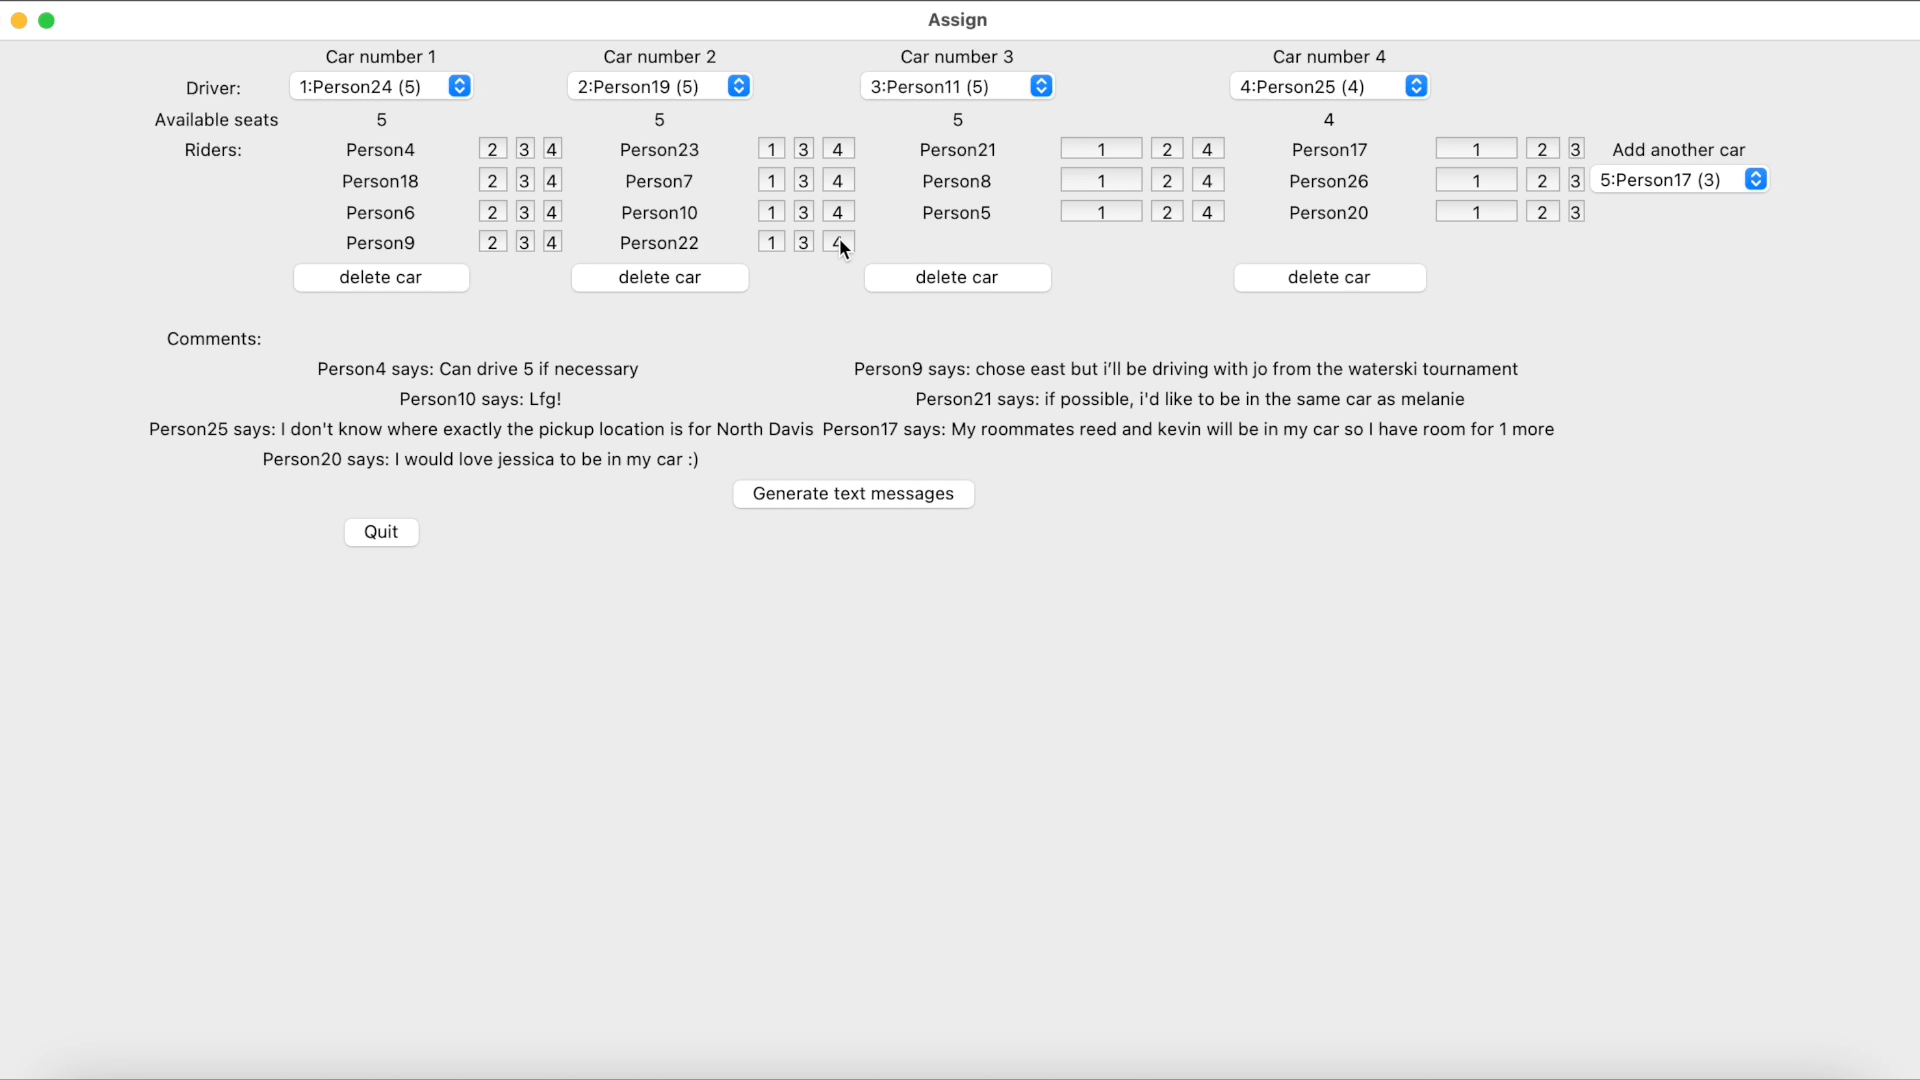 Assign
Car number 1 Car number 2 Car number 3 Car number 4
Driver: 1:Person24 (5) 2:Person19 (5) 3:Person11 (5) 4:Person25 (4)
Available seats 5 5 5 4
Riders: Person4 2 3 4 Person23 1 3 4 Person21 1 2 4 Person17 1 2 3 Add another car
Person18 2 3 4 Person7 1 3 4 Person8 1 2 4 Person26 1 2 3 5:Person17 (3)
Person6 2 3 4 Person10 1 3 4 Person5 1 2 4 Person20 1 2 3
Person9 2 3 4 Person22 1 3 4
delete car delete car delete car delete car
Comments:
Person4 says: Can drive 5 if necessary Person9 says: chose east but i’ll be driving with jo from the waterski tournament
Person10 says: Lfg! Person21 says: if possible, i'd like to be in the same car as melanie
Person25 says: I don't know where exactly the pickup location is for North Davis Person17 says: My roommates reed and kevin will be in my car so I have room for 1 more
Person20 says: I would love jessica to be in my car :)
Generate text messages
Quit